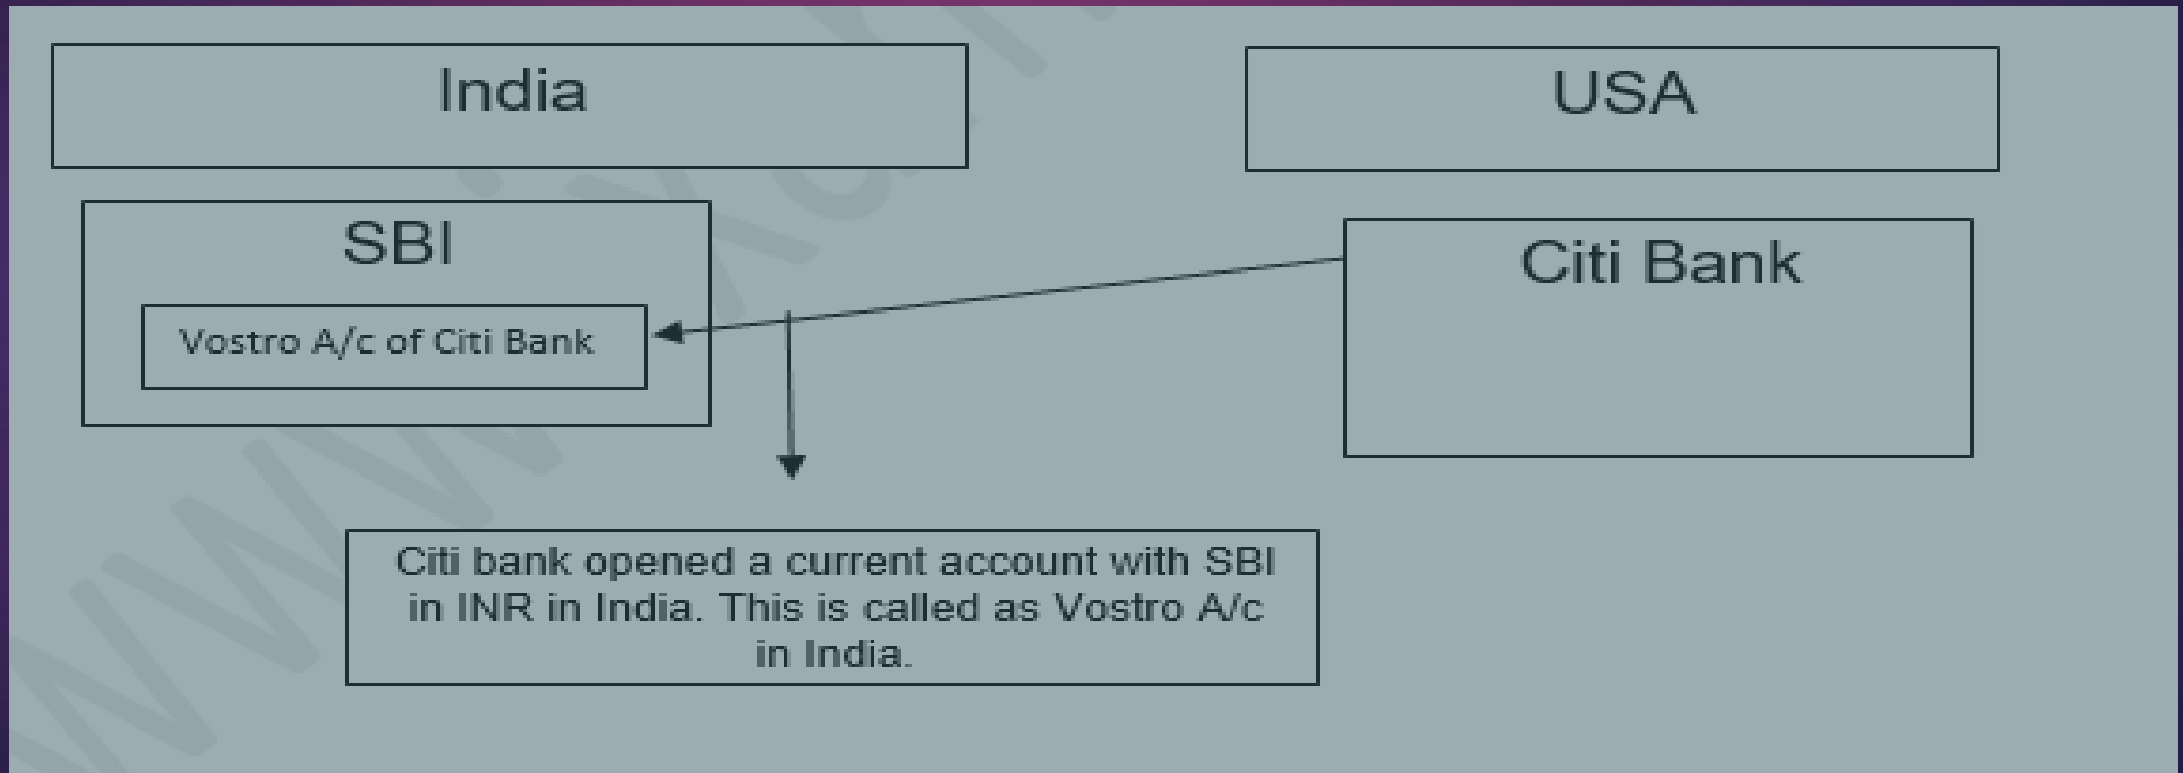 India
USA
SBI
Citi Bank
Vostro A/c of Citi Bank
Citi bank opened a current account with SBI
in INR in India. This is called as Vostro A/c
in India.